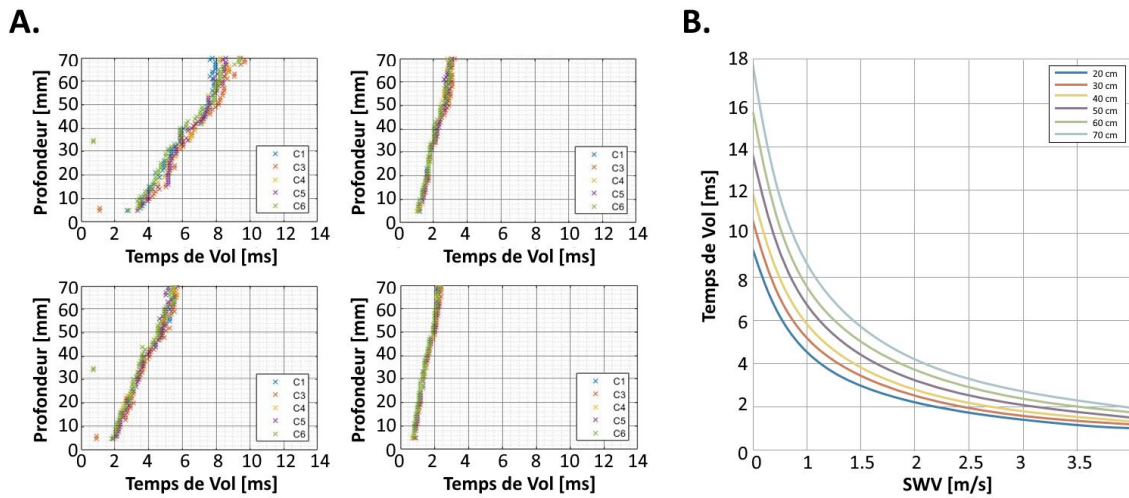 A.
B.
70
60
50
40
30
20
10
0
Profondeur [mm]
C1
C3
C4
C5
C6
0 2 4 6 8 10 12 14
Temps de Vol [ms]
70
60
50
40
30
20
10
0
Profondeur [mm]
C1
C3
C4
C5
C6
0 2 4 6 8 10 12 14
Temps de Vol [ms]
70
60
50
40
30
20
10
0
Profondeur [mm]
C1
C3
C4
C5
C6
0 2 4 6 8 10 12 14
Temps de Vol [ms]
70
60
50
40
30
20
10
0
Profondeur [mm]
C1
C3
C4
C5
C6
0 2 4 6 8 10 12 14
Temps de Vol [ms]
18
16
14
12
10
8
6
4
2
0
Temps de Vol [ms]
20 cm
30 cm
40 cm
50 cm
60 cm
70 cm
0 1 1.5 2 2.5 3 3.5
SWV [m/s]